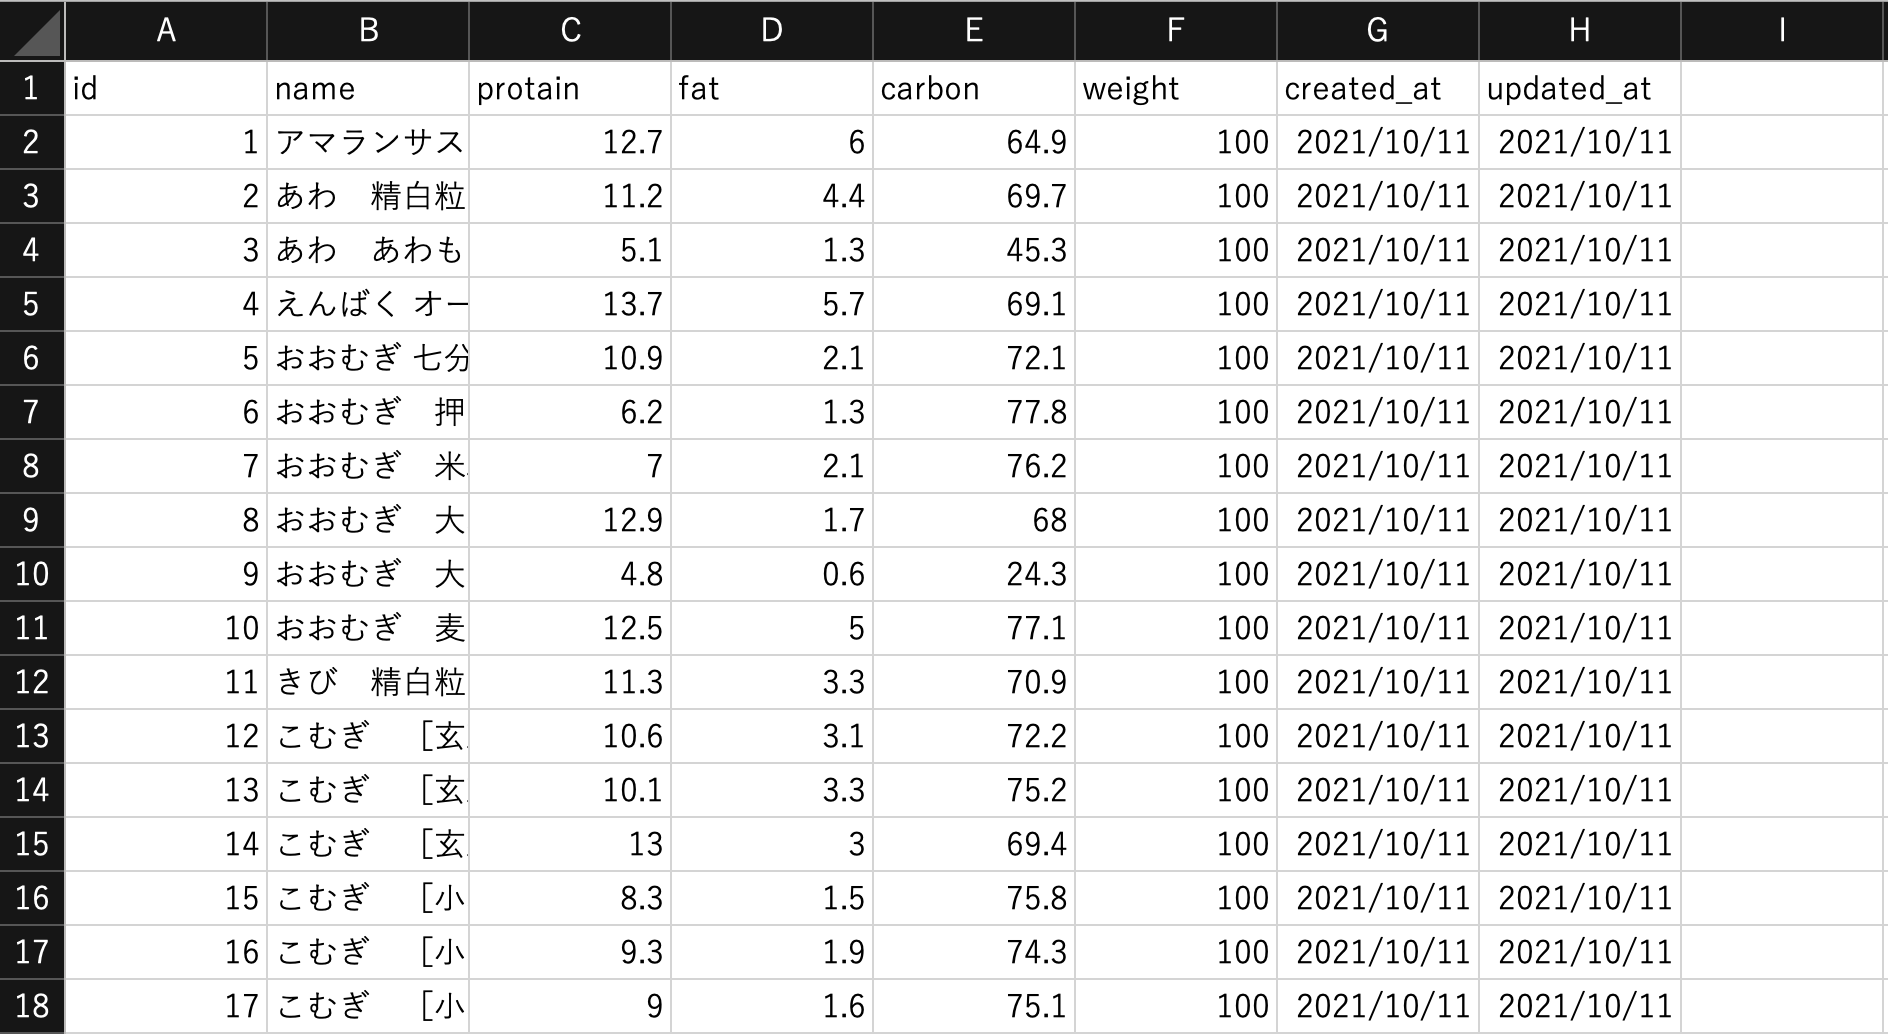 A B C D E F G H I
1 id name protain fat carbon weight created_at updated_at
2 1 アマランサス 12.7 6 64.9 100 2021/10/11 2021/10/11
3 2 あわ　精白粒 11.2 4.4 69.7 100 2021/10/11 2021/10/11
4 3 あわ　あわも 5.1 1.3 45.3 100 2021/10/11 2021/10/11
5 4 えんばく オー 13.7 5.7 69.1 100 2021/10/11 2021/10/11
6 5 おおむぎ 七分 10.9 2.1 72.1 100 2021/10/11 2021/10/11
7 6 おおむぎ　押 6.2 1.3 77.8 100 2021/10/11 2021/10/11
8 7 おおむぎ　米 7 2.1 76.2 100 2021/10/11 2021/10/11
9 8 おおむぎ　大 12.9 1.7 68 100 2021/10/11 2021/10/11
10 9 おおむぎ　大 4.8 0.6 24.3 100 2021/10/11 2021/10/11
11 10 おおむぎ　麦 12.5 5 77.1 100 2021/10/11 2021/10/11
12 11 きび　精白粒 11.3 3.3 70.9 100 2021/10/11 2021/10/11
13 12 こむぎ　［玄 10.6 3.1 72.2 100 2021/10/11 2021/10/11
14 13 こむぎ　［玄 10.1 3.3 75.2 100 2021/10/11 2021/10/11
15 14 こむぎ　［玄 13 3 69.4 100 2021/10/11 2021/10/11
16 15 こむぎ　［小 8.3 1.5 75.8 100 2021/10/11 2021/10/11
17 16 こむぎ　［小 9.3 1.9 74.3 100 2021/10/11 2021/10/11
18 17 こむぎ　［小 9 1.6 75.1 100 2021/10/11 2021/10/11